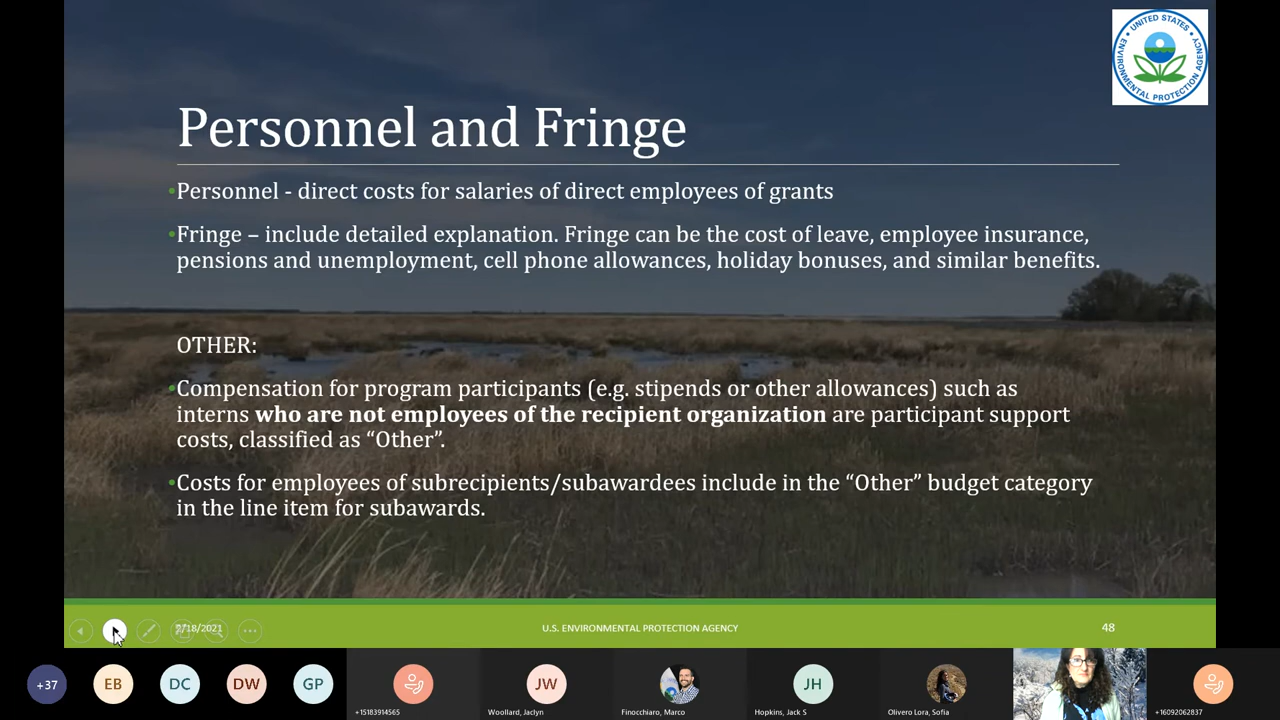 UNITED STATES
ENVIRONMENTAL PROTECTION AGENCY
Personnel and Fringe
•Personnel - direct costs for salaries of direct employees of grants
•Fringe – include detailed explanation. Fringe can be the cost of leave, employee insurance,
pensions and unemployment, cell phone allowances, holiday bonuses, and similar benefits.
OTHER:
•Compensation for program participants (e.g. stipends or other allowances) such as
interns who are not employees of the recipient organization are participant support
costs, classified as “Other”.
•Costs for employees of subrecipients/subawardees include in the “Other” budget category
in the line item for subawards.
/18/2021
U.S. ENVIRONMENTAL PROTECTION AGENCY
48
+37
EB
DC
DW
GP
JW
JH
+15183914565
Woollard, Jaclyn
Finocchiaro, Marco
Hopkins, Jack S
Olivero Lora, Sofia
+16092062837